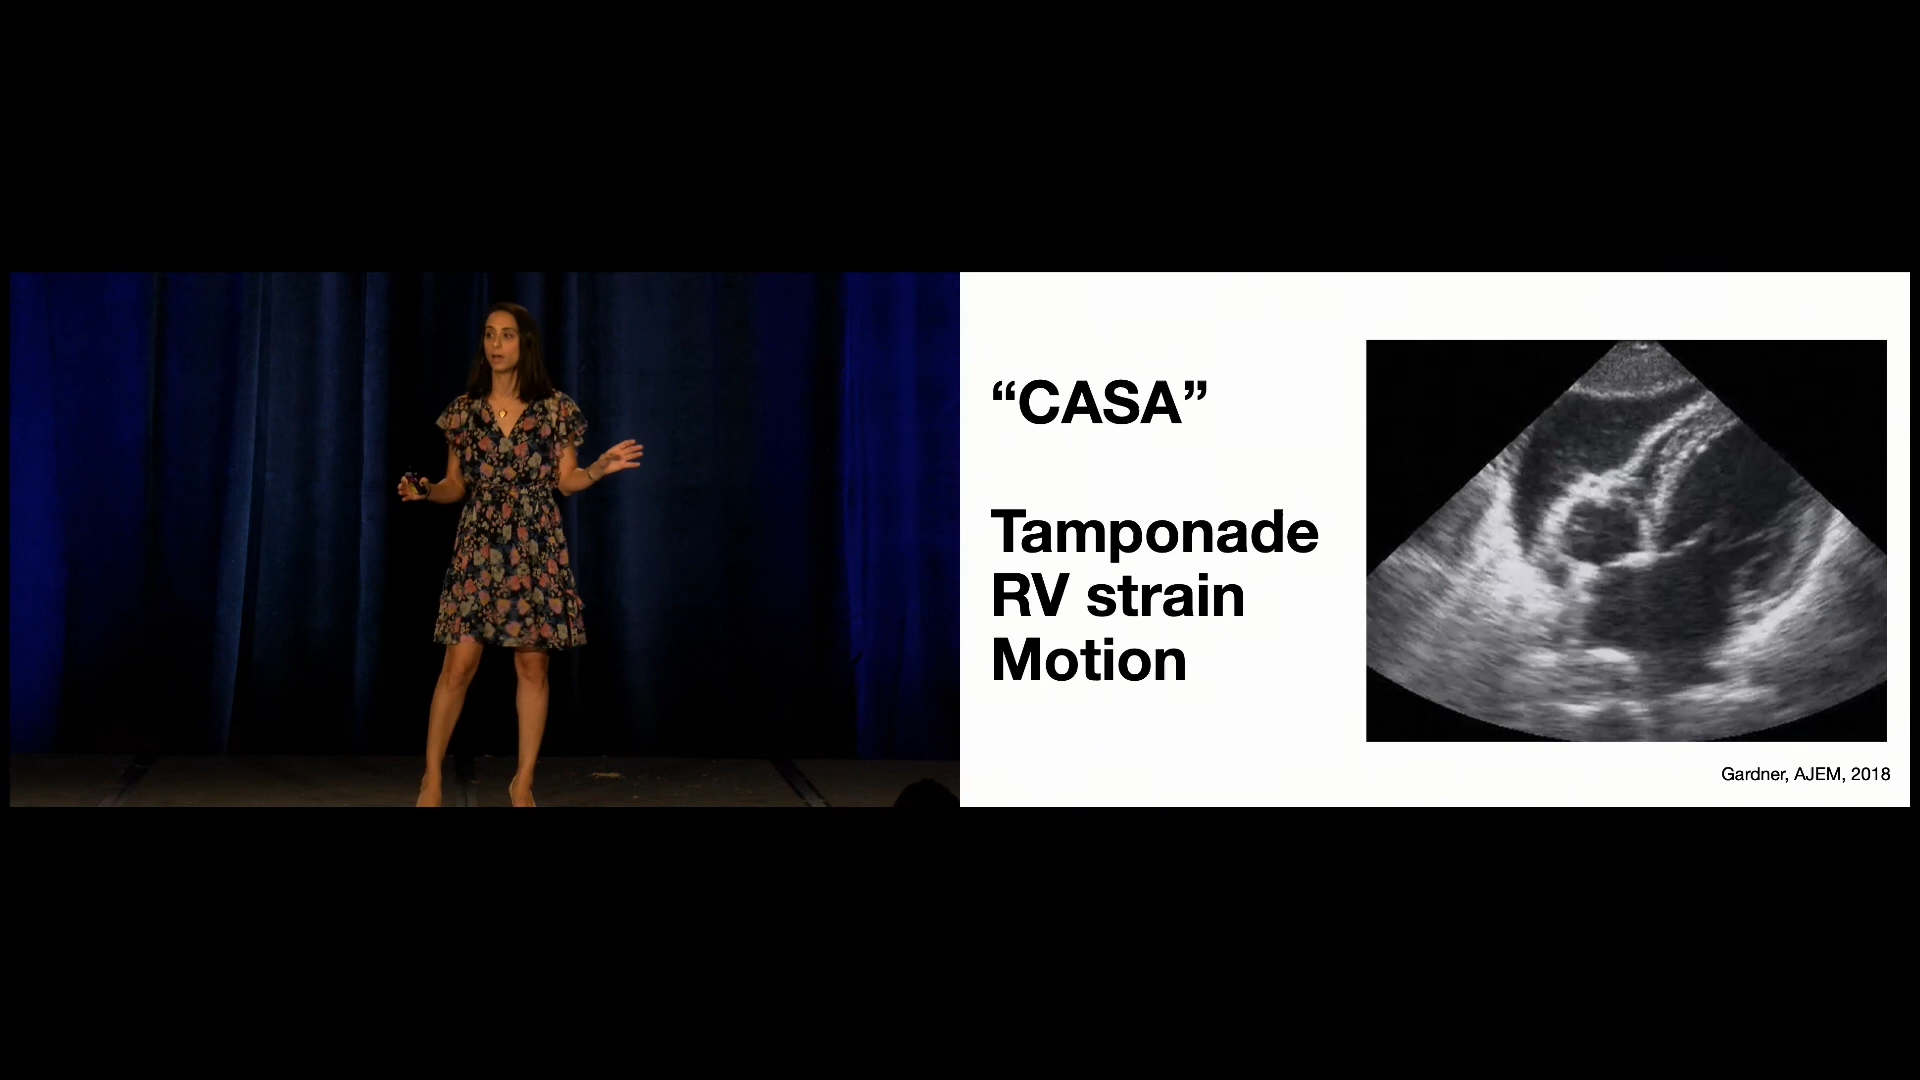 “CASA”
Tamponade
RV strain
Motion
Gardner, AJEM, 2018